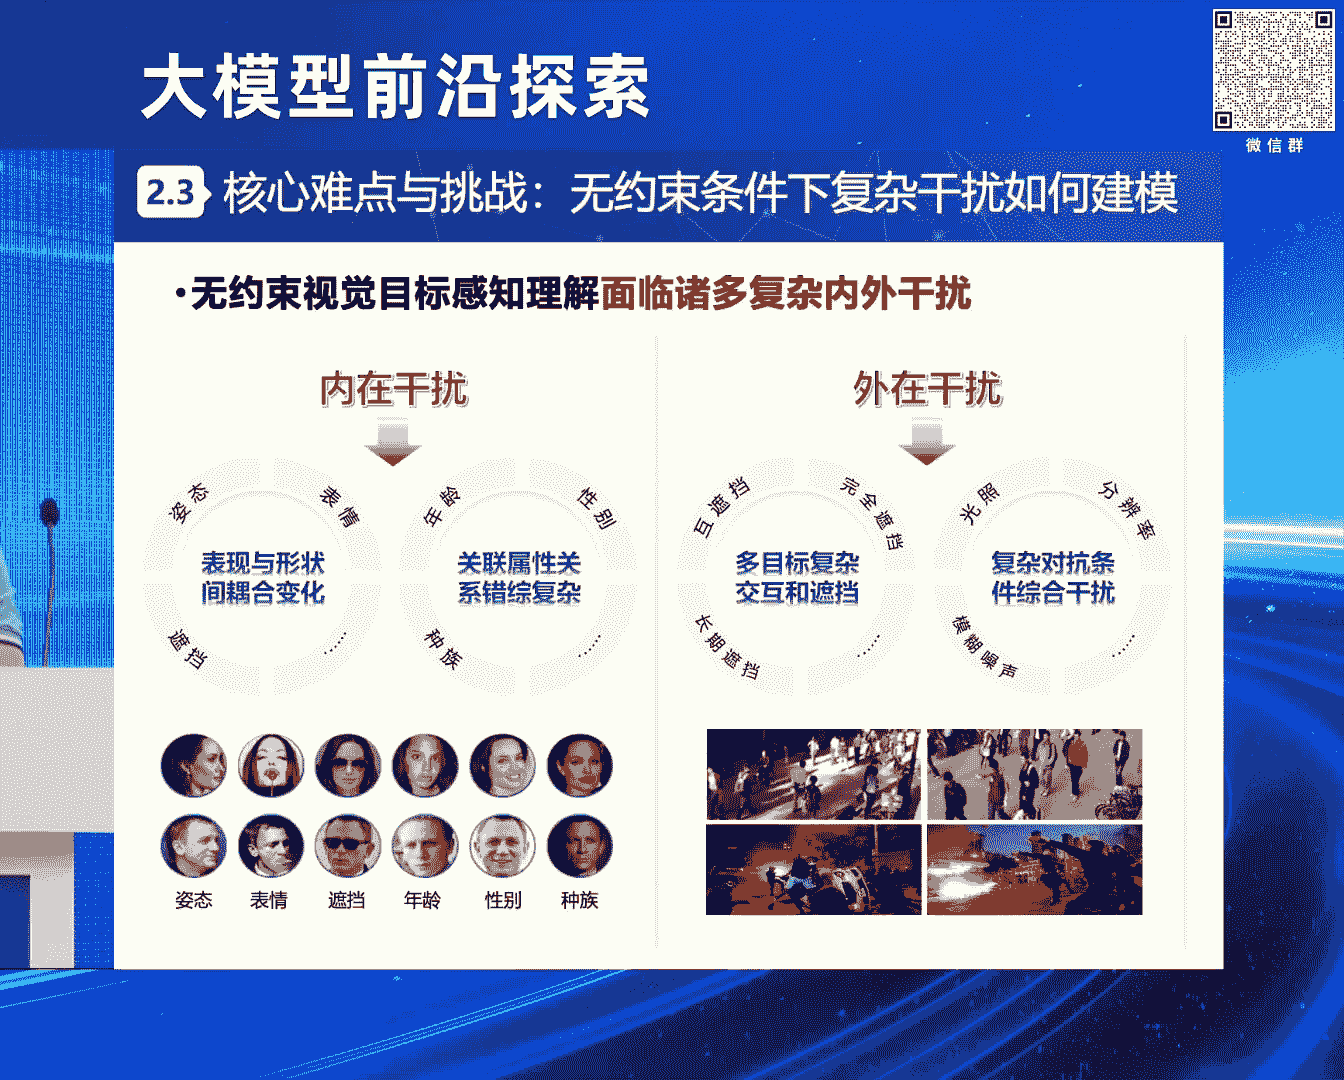 大模型前沿探索
微信群
2.3 核心难点与挑战：无约束条件下复杂干扰如何建模
·无约束视觉目标感知理解面临诸多复杂内外干扰
内在干扰
外在干扰
姿态
表情
遮挡
……
表现与形状
间耦合变化
年龄
性别
种族
……
关联属性关
系错综复杂
互遮挡
完全遮挡
长期遮挡
……
多目标复杂
交互和遮挡
光照
分辨率
模糊噪声
……
复杂对抗条
件综合干扰
姿态 表情 遮挡 年龄 性别 种族